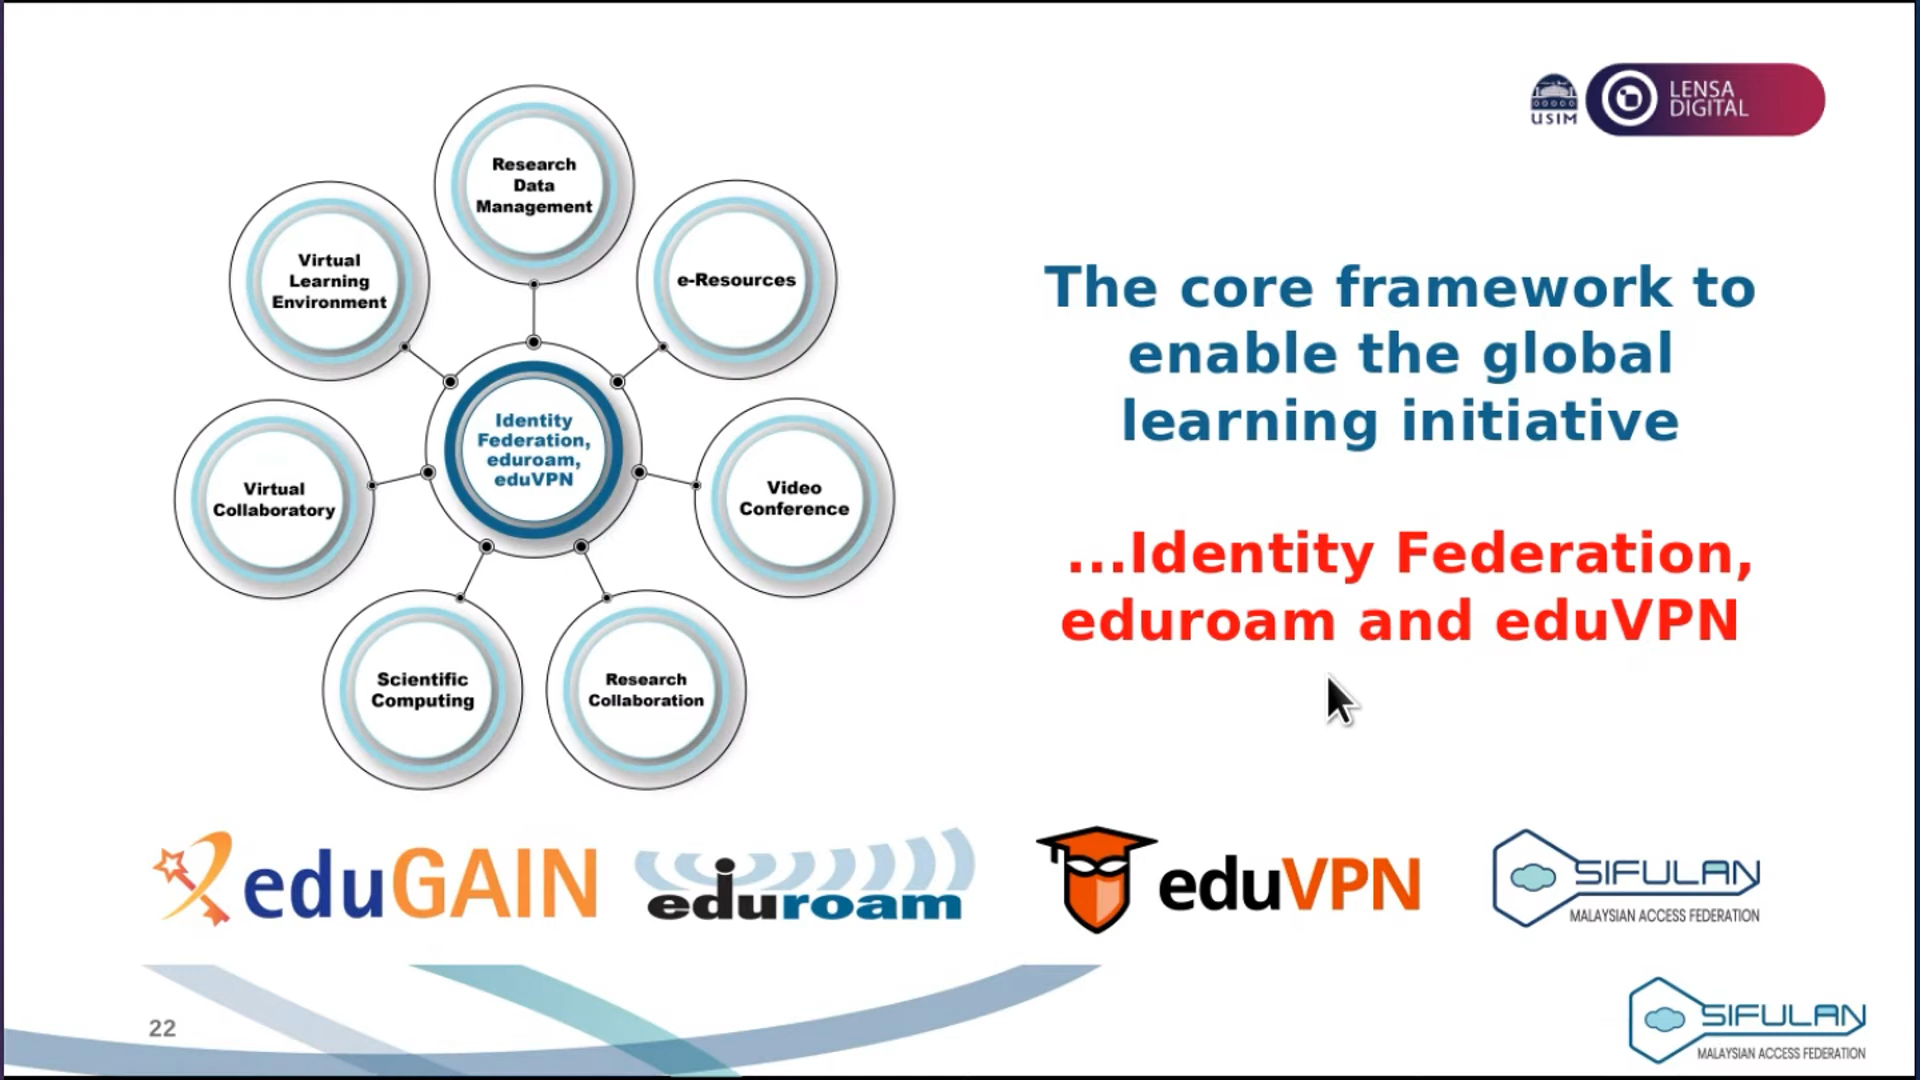 USIM
LENSA
DIGITAL
Research
Data
Management
Virtual
Learning
Environment
e-Resources
Identity
Federation,
eduroam,
eduVPN
Virtual
Collaboratory
Video
Conference
Scientific
Computing
Research
Collaboration
The core framework to
enable the global
learning initiative
...Identity Federation,
eduroam and eduVPN
eduGAIN
eduroam
eduVPN
SIFULAN
MALAYSIAN ACCESS FEDERATION
22
SIFULAN
MALAYSIAN ACCESS FEDERATION